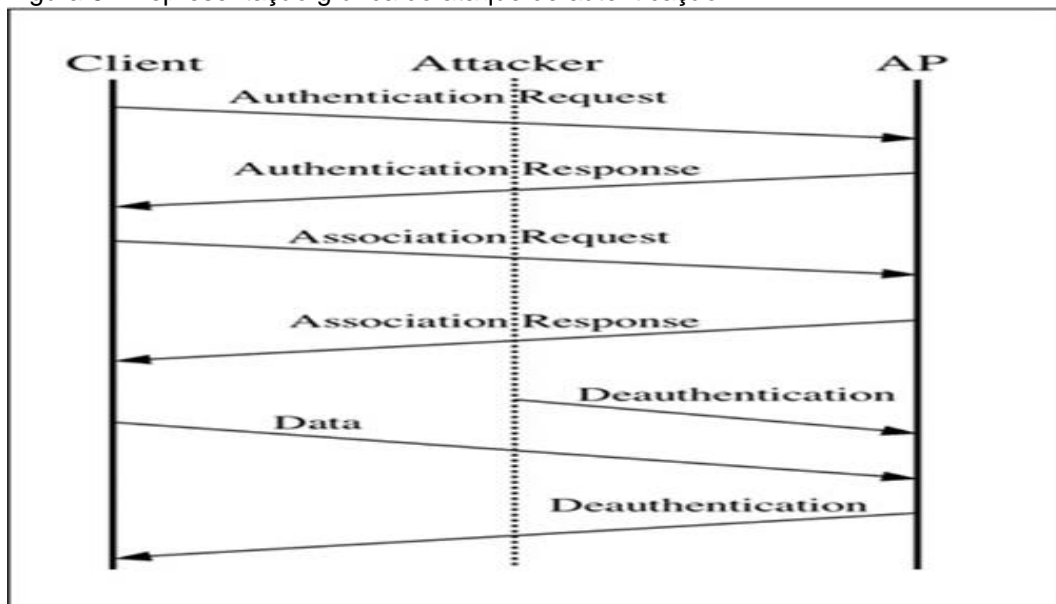 Client Attacker AP
Authentication Request
Authentication Response
Association Request
Association Response
Deauthentication
Data
Deauthentication